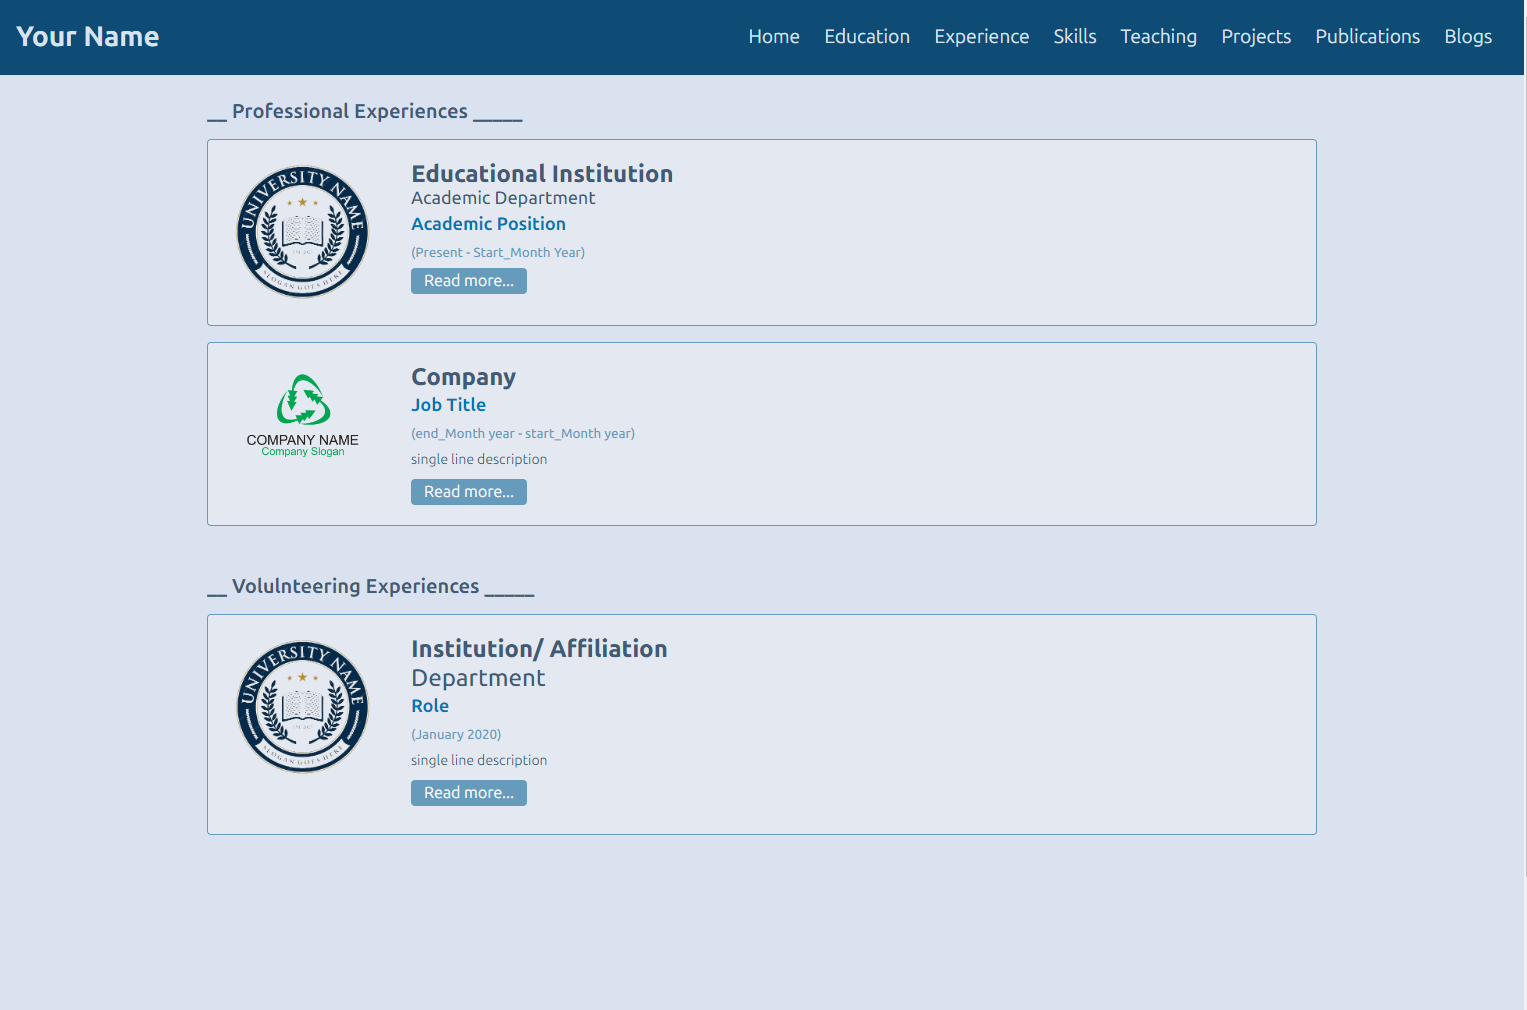 Your Name
Home Education Experience Skills Teaching Projects Publications Blogs
__ Professional Experiences _____
UNIVERSITY NAME
SLOGAN GOES HERE
Educational Institution
Academic Department
Academic Position
(Present - Start_Month Year)
Read more...
COMPANY NAME
Company Slogan
Company
Job Title
(end_Month year - start_Month year)
single line description
Read more...
__ Volulnteering Experiences _____
UNIVERSITY NAME
SLOGAN GOES HERE
Institution/ Affiliation
Department
Role
(January 2020)
single line description
Read more...